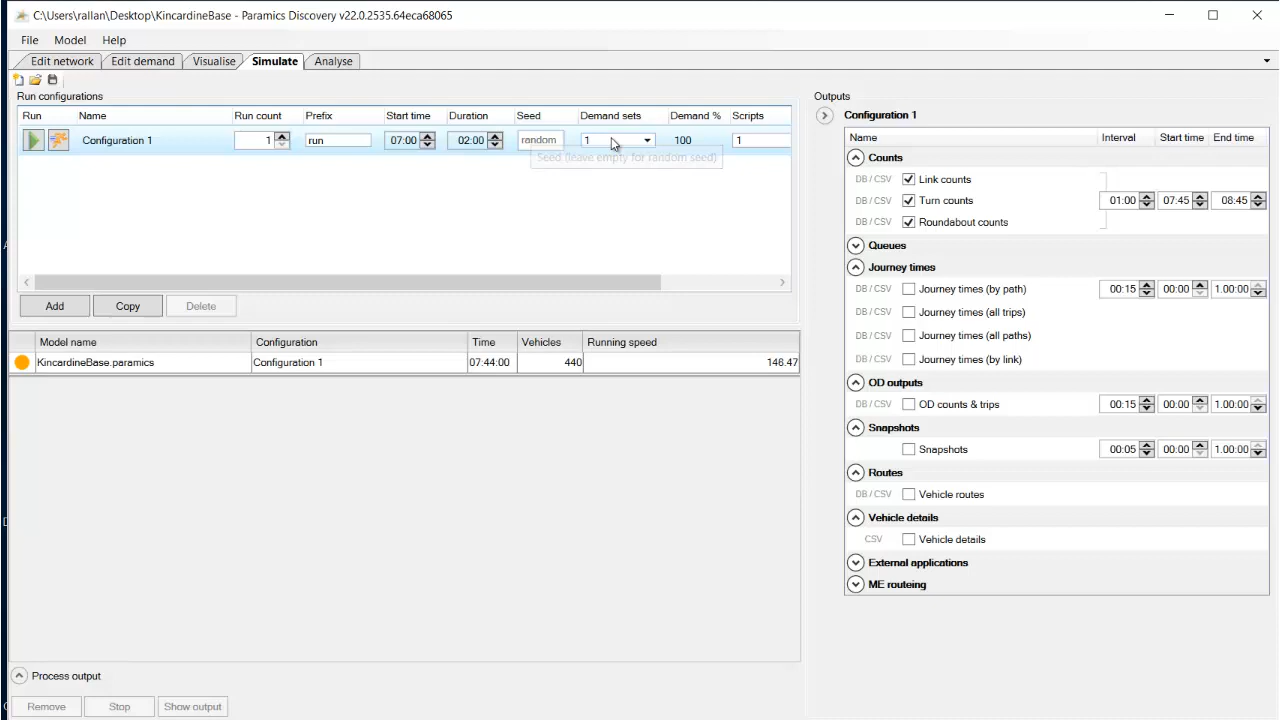 C:\Users\rallan\Desktop\KincardineBase - Paramics Discovery v22.0.2535.64eca68065
File Model Help
Edit network Edit demand Visualise Simulate Analyse
Run configurations
Run Name Run count Prefix Start time Duration Seed Demand sets Demand % Scripts
Configuration 1 1 run 07:00 02:00 random 1 100 1
Seed (leave empty for random seed)
Add Copy Delete
Model name Configuration Time Vehicles Running speed
KincardineBase.paramics Configuration 1 07:44:00 440 146.47
Process output
Remove Stop Show output
Outputs
Configuration 1
Name Interval Start time End time
Counts
DB / CSV Link counts
DB / CSV Turn counts 01:00 07:45 08:45
DB / CSV Roundabout counts
Queues
Journey times
DB / CSV Journey times (by path) 00:15 00:00 1.00:00
DB / CSV Journey times (all trips)
DB / CSV Journey times (all paths)
DB / CSV Journey times (by link)
OD outputs
DB / CSV OD counts & trips 00:15 00:00 1.00:00
Snapshots
Snapshots 00:05 00:00 1.00:00
Routes
DB / CSV Vehicle routes
Vehicle details
CSV Vehicle details
External applications
ME routeing